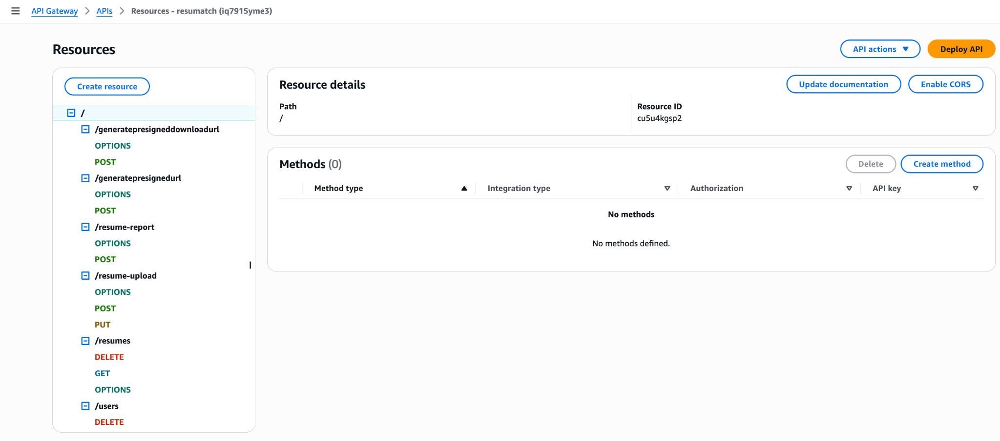 API Gateway > APIs > Resources - resumatch (iq7915yme3)
Resources
API actions Deploy API
Create resource
/
/generatepresigneddownloadurl
OPTIONS
POST
/generatepresignedurl
OPTIONS
POST
/resume-report
OPTIONS
POST
/resume-upload
OPTIONS
POST
PUT
/resumes
DELETE
GET
OPTIONS
/users
DELETE
Resource details
Update documentation Enable CORS
Path
/
Resource ID
cu5u4kgsp2
Methods (0)
Delete Create method
Method type Integration type Authorization API key
No methods
No methods defined.